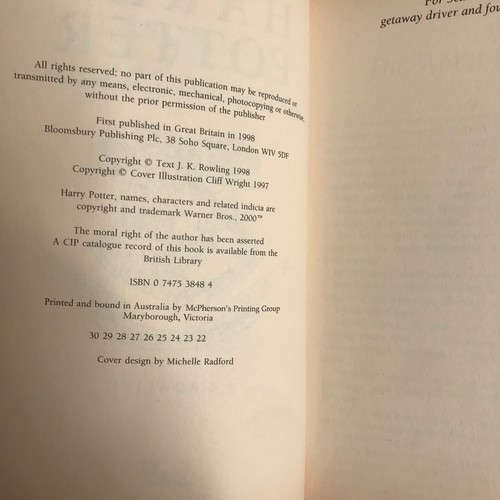 All rights reserved; no part of this publication may be reproduced or
transmitted by any means, electronic, mechanical, photocopying or otherwise,
without the prior permission of the publisher
First published in Great Britain in 1998
Bloomsbury Publishing Plc, 38 Soho Square, London W1V 5DF
Copyright © Text J. K. Rowling 1998
Copyright © Cover Illustration Cliff Wright 1997
Harry Potter, names, characters and related indicia are
copyright and trademark Warner Bros., 2000™
The moral right of the author has been asserted
A CIP catalogue record of this book is available from the
British Library
ISBN 0 7475 3848 4
Printed and bound in Australia by McPherson's Printing Group
Maryborough, Victoria
30 29 28 27 26 25 24 23 22
Cover design by Michelle Radford
For
getaway driver and